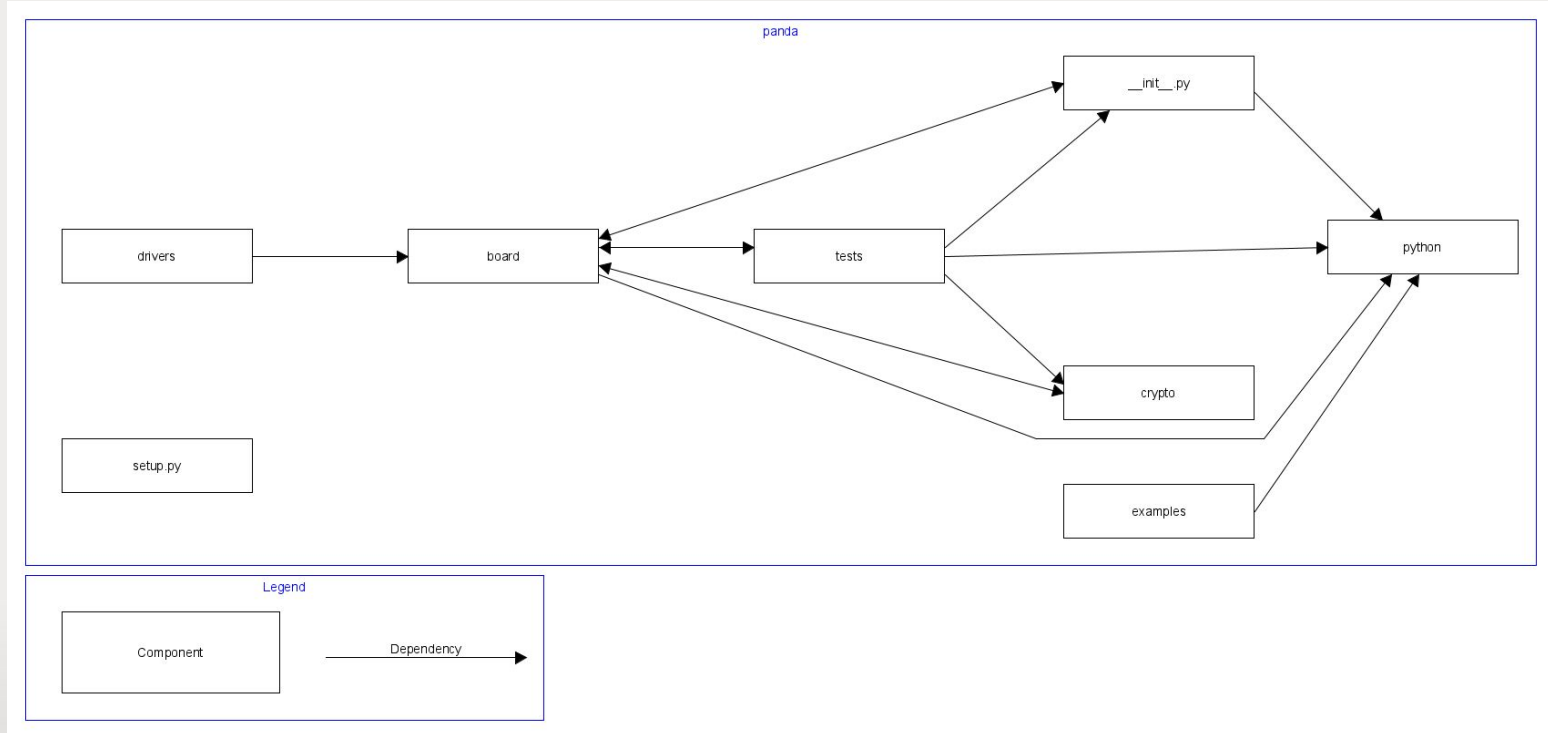 panda
__init__.py
drivers
board
tests
python
crypto
setup.py
examples
Legend
Component
Dependency